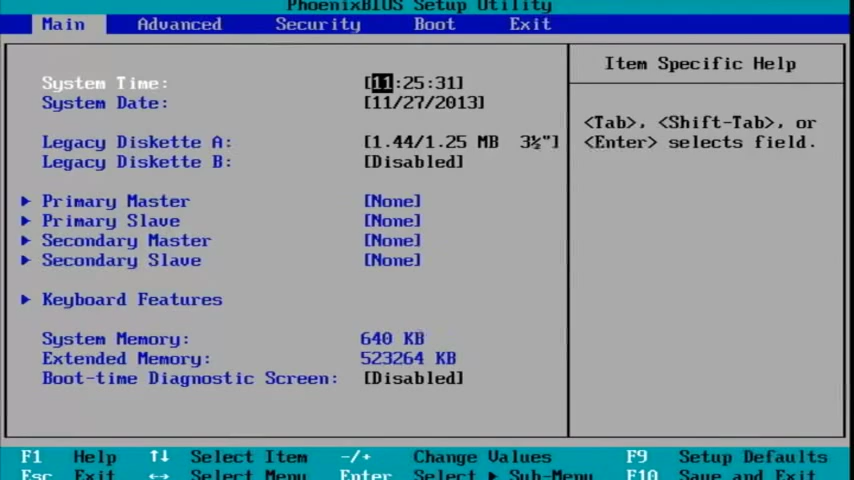 PhoenixBIOS Setup Utility
Main Advanced Security Boot Exit
System Time: [11:25:31]
System Date: [11/27/2013]
Legacy Diskette A: [1.44/1.25 MB 3½"]
Legacy Diskette B: [Disabled]
Primary Master [None]
Primary Slave [None]
Secondary Master [None]
Secondary Slave [None]
Keyboard Features
System Memory: 640 KB
Extended Memory: 523264 KB
Boot-time Diagnostic Screen: [Disabled]
Item Specific Help
<Tab>, <Shift-Tab>, or
<Enter> selects field.
F1 Help ↑↓ Select Item -/+ Change Values F9 Setup Defaults
Esc Exit ↔ Select Menu Enter Select ▶ Sub-Menu F10 Save and Exit